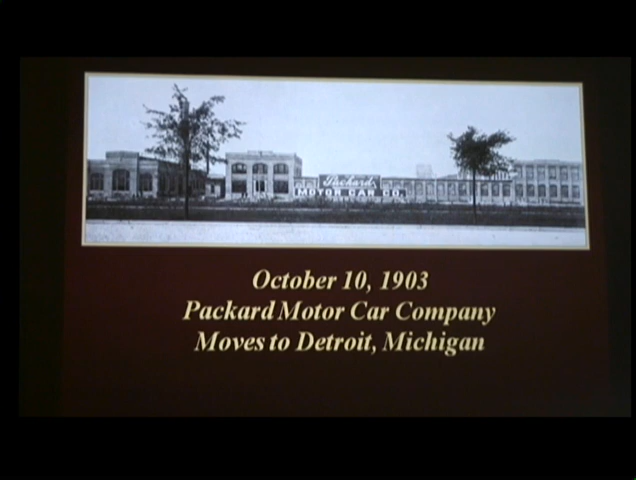 Packard
MOTOR CAR CO.
October 10, 1903
Packard Motor Car Company
Moves to Detroit, Michigan